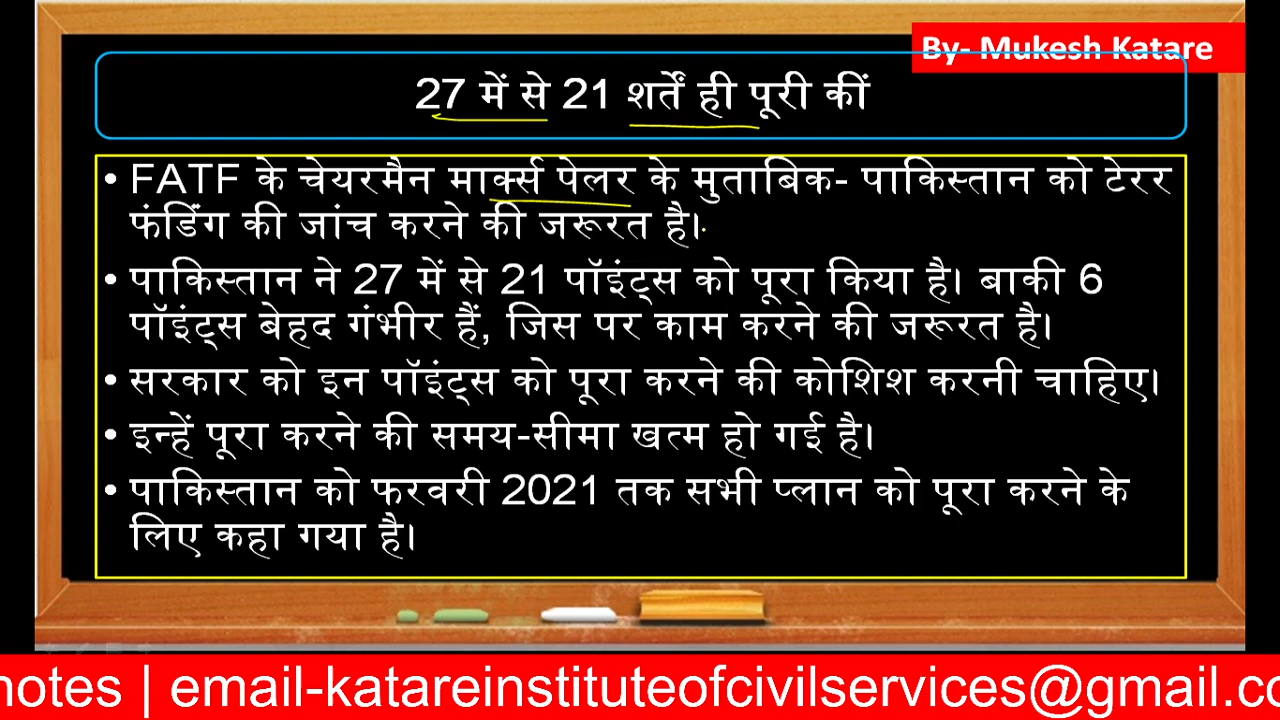 By- Mukesh Katare
27 में से 21 शर्तें ही पूरी कीं
• FATF के चेयरमैन मार्क्स पेलर के मुताबिक- पाकिस्तान को टेरर
फंडिंग की जांच करने की जरूरत है।
• पाकिस्तान ने 27 में से 21 पॉइंट्स को पूरा किया है। बाकी 6
पॉइंट्स बेहद गंभीर हैं, जिस पर काम करने की जरूरत है।
• सरकार को इन पॉइंट्स को पूरा करने की कोशिश करनी चाहिए।
• इन्हें पूरा करने की समय-सीमा खत्म हो गई है।
• पाकिस्तान को फरवरी 2021 तक सभी प्लान को पूरा करने के
लिए कहा गया है।
notes | email-katareinstituteofcivilservices@gmail.co